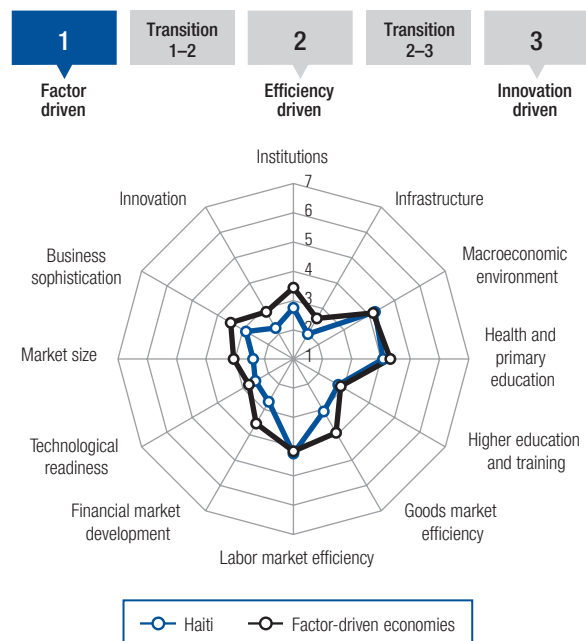 1
Transition
1–2
2
Transition
2–3
3
Factor
driven
Efficiency
driven
Innovation
driven
Institutions
7
Innovation
Infrastructure
6
5
Business
sophistication
Macroeconomic
environment
4
3
2
Market size
1
Health and
primary
education
Technological
readiness
Higher education
and training
Financial market
development
Goods market
efficiency
Labor market efficiency
Haiti
Factor-driven economies